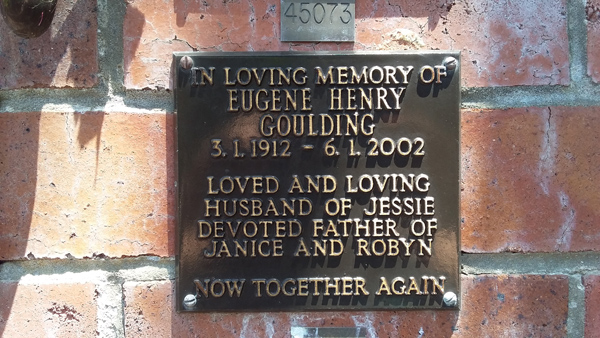 45073
IN LOVING MEMORY OF
EUGENE HENRY
GOULDING
3. 1. 1912 - 6. 1. 2002
LOVED AND LOVING
HUSBAND OF JESSIE
DEVOTED FATHER OF
JANICE AND ROBYN
NOW TOGETHER AGAIN